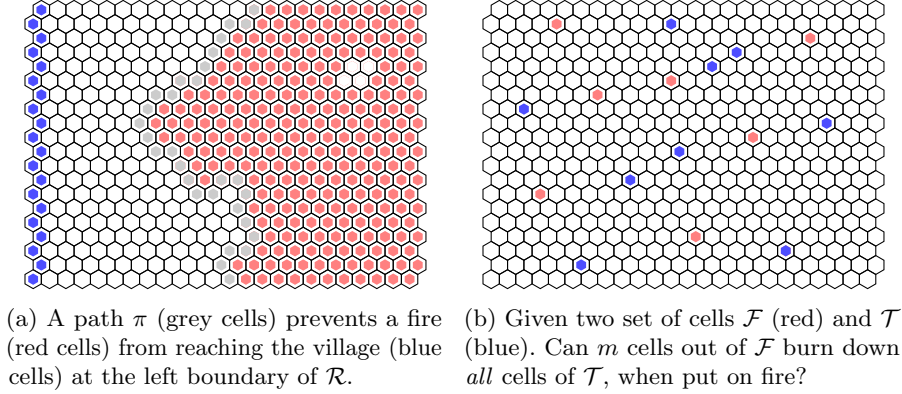 (a) A path π (grey cells) prevents a fire
(red cells) from reaching the village (blue
cells) at the left boundary of ℛ.
(b) Given two set of cells ℱ (red) and 𝒯
(blue). Can m cells out of ℱ burn down
all cells of 𝒯, when put on fire?